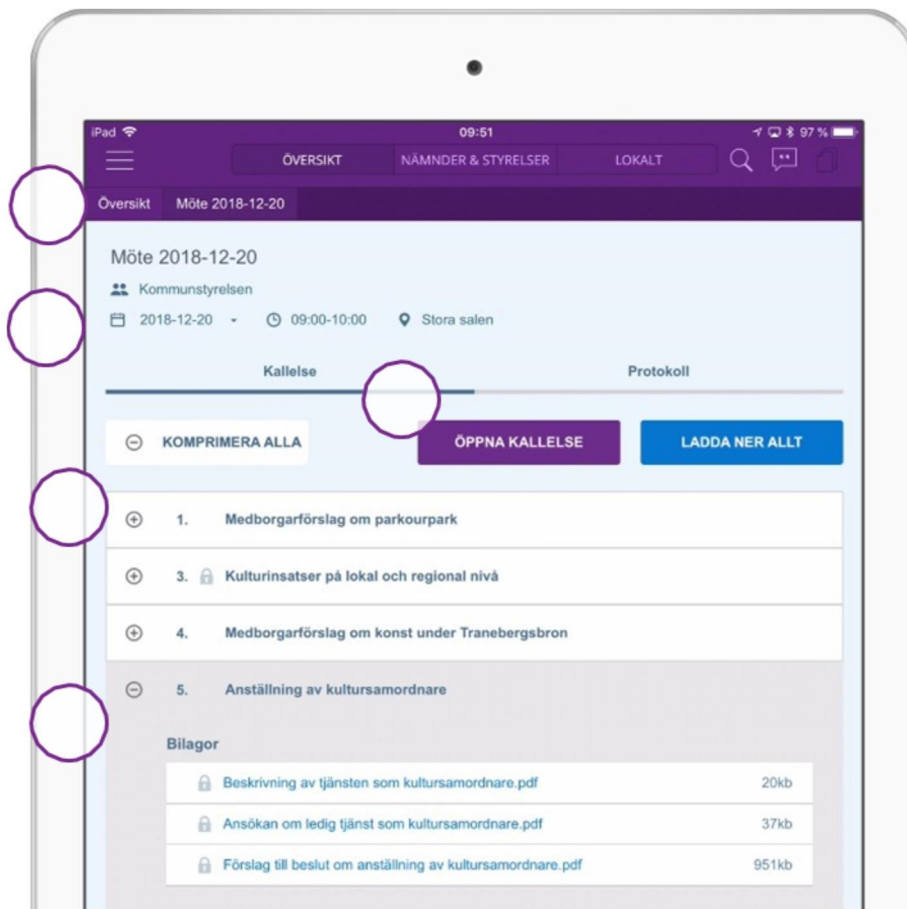 iPad 09:51 97 %
ÖVERSIKT NÄMNDER & STYRELSER LOKALT
Översikt Möte 2018-12-20
Möte 2018-12-20
Kommunstyrelsen
2018-12-20 09:00-10:00 Stora salen
Kallelse Protokoll
KOMPRIMERA ALLA ÖPPNA KALLELSE LADDA NER ALLT
1. Medborgarförslag om parkourpark
3. Kulturinsatser på lokal och regional nivå
4. Medborgarförslag om konst under Tranebergsbron
5. Anställning av kultursamordnare
Bilagor
Beskrivning av tjänsten som kultursamordnare.pdf 20kb
Ansökan om ledig tjänst som kultursamordnare.pdf 37kb
Förslag till beslut om anställning av kultursamordnare.pdf 951kb